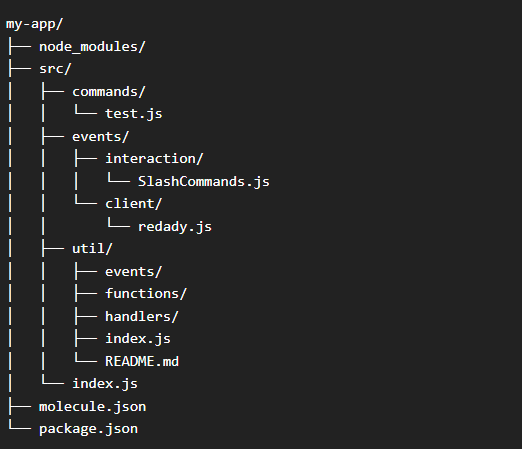 my-app/
├── node_modules/
├── src/
│   ├── commands/
│   │   └── test.js
│   ├── events/
│   │   ├── interaction/
│   │   │   └── SlashCommands.js
│   │   └── client/
│   │       └── redady.js
│   ├── util/
│   │   ├── events/
│   │   ├── functions/
│   │   ├── handlers/
│   │   ├── index.js
│   │   └── README.md
│   └── index.js
├── molecule.json
└── package.json